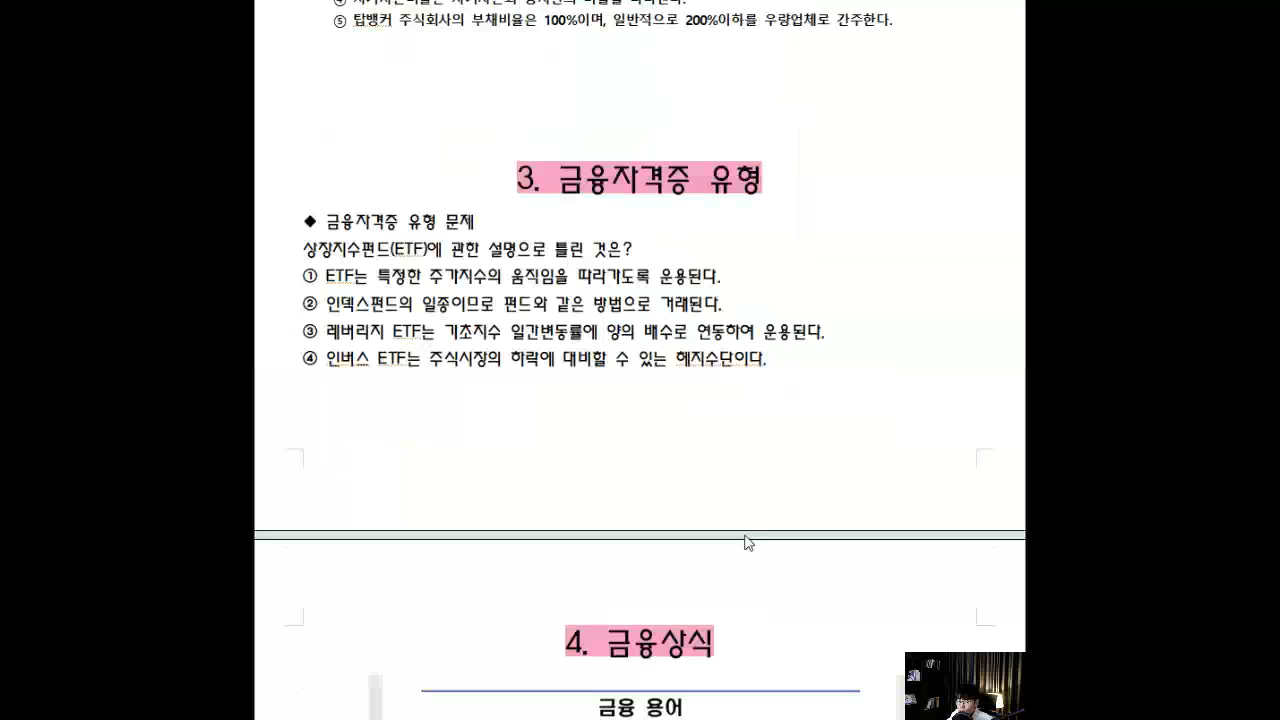 ⑤ 탑뱅커 주식회사의 부채비율은 100%이며, 일반적으로 200%이하를 우량업체로 간주한다.
3. 금융자격증 유형
◆ 금융자격증 유형 문제
상장지수펀드(ETF)에 관한 설명으로 틀린 것은?
① ETF는 특정한 주가지수의 움직임을 따라가도록 운용된다.
② 인덱스펀드의 일종이므로 펀드와 같은 방법으로 거래된다.
③ 레버리지 ETF는 기초지수 일간변동률에 양의 배수로 연동하여 운용된다.
④ 인버스 ETF는 주식시장의 하락에 대비할 수 있는 헤지수단이다.
4. 금융상식
금융 용어